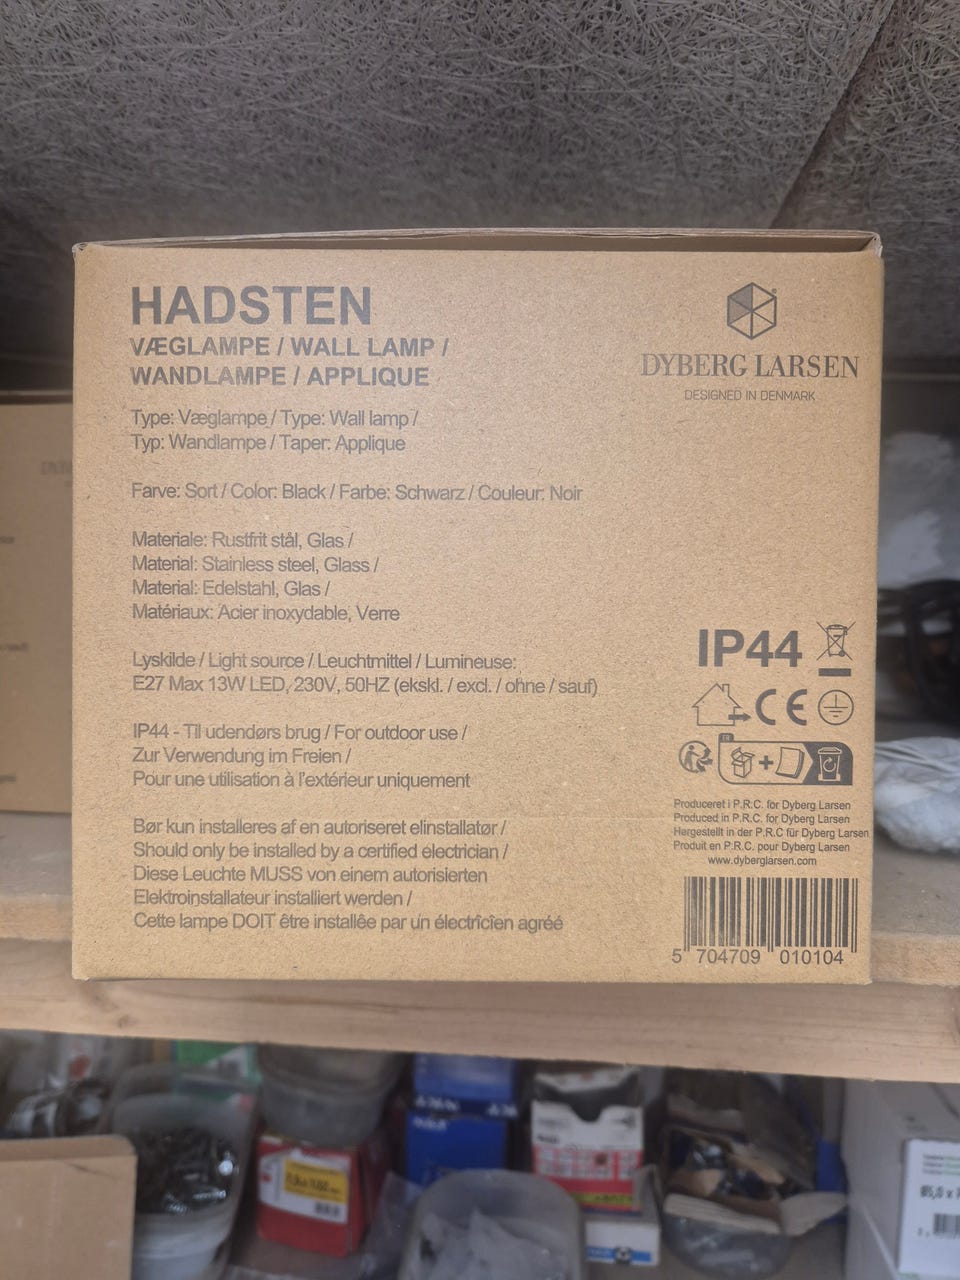 HADSTEN
VÆGLAMPE / WALL LAMP /
WANDLAMPE / APPLIQUE
Type: Væglampe / Type: Wall lamp /
Typ: Wandlampe / Taper: Applique
Farve: Sort / Color: Black / Farbe: Schwarz / Couleur: Noir
Materiale: Rustfrit stål, Glas /
Material: Stainless steel, Glass /
Material: Edelstahl, Glas /
Matériaux: Acier inoxydable, Verre
Lyskilde / Light source / Leuchtmittel / Lumineuse:
E27 Max 13W LED, 230V, 50HZ (ekskl. / excl. / ohne / sauf)
IP44 - Til udendørs brug / For outdoor use /
Zur Verwendung im Freien /
Pour une utilisation à l'extérieur uniquement
Bør kun installeres af en autoriseret elinstallatør /
Should only be installed by a certified electrician /
Diese Leuchte MUSS von einem autorisierten
Elektroinstallateur installiert werden /
Cette lampe DOIT être installêe par un électrîcîen agréé
DYBERG LARSEN
DESIGNED IN DENMARK
IP44
CE
FR
Produceret i P.R.C. for Dyberg Larsen
Produced in P.R.C. for Dyberg Larsen
Hergestellt in der P.R.C für Dyberg Larsen
Produit en P.R.C. pour Dyberg Larsen
www.dyberglarsen.com
5 704709 010104